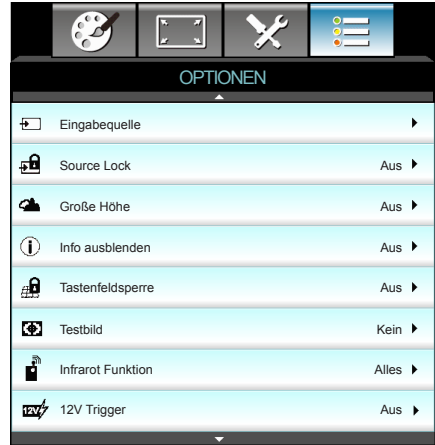 OPTIONEN
Eingabequelle
Source Lock Aus
Große Höhe Aus
Info ausblenden Aus
Tastenfeldsperre Aus
Testbild Kein
Infrarot Funktion Alles
12V 12V Trigger Aus